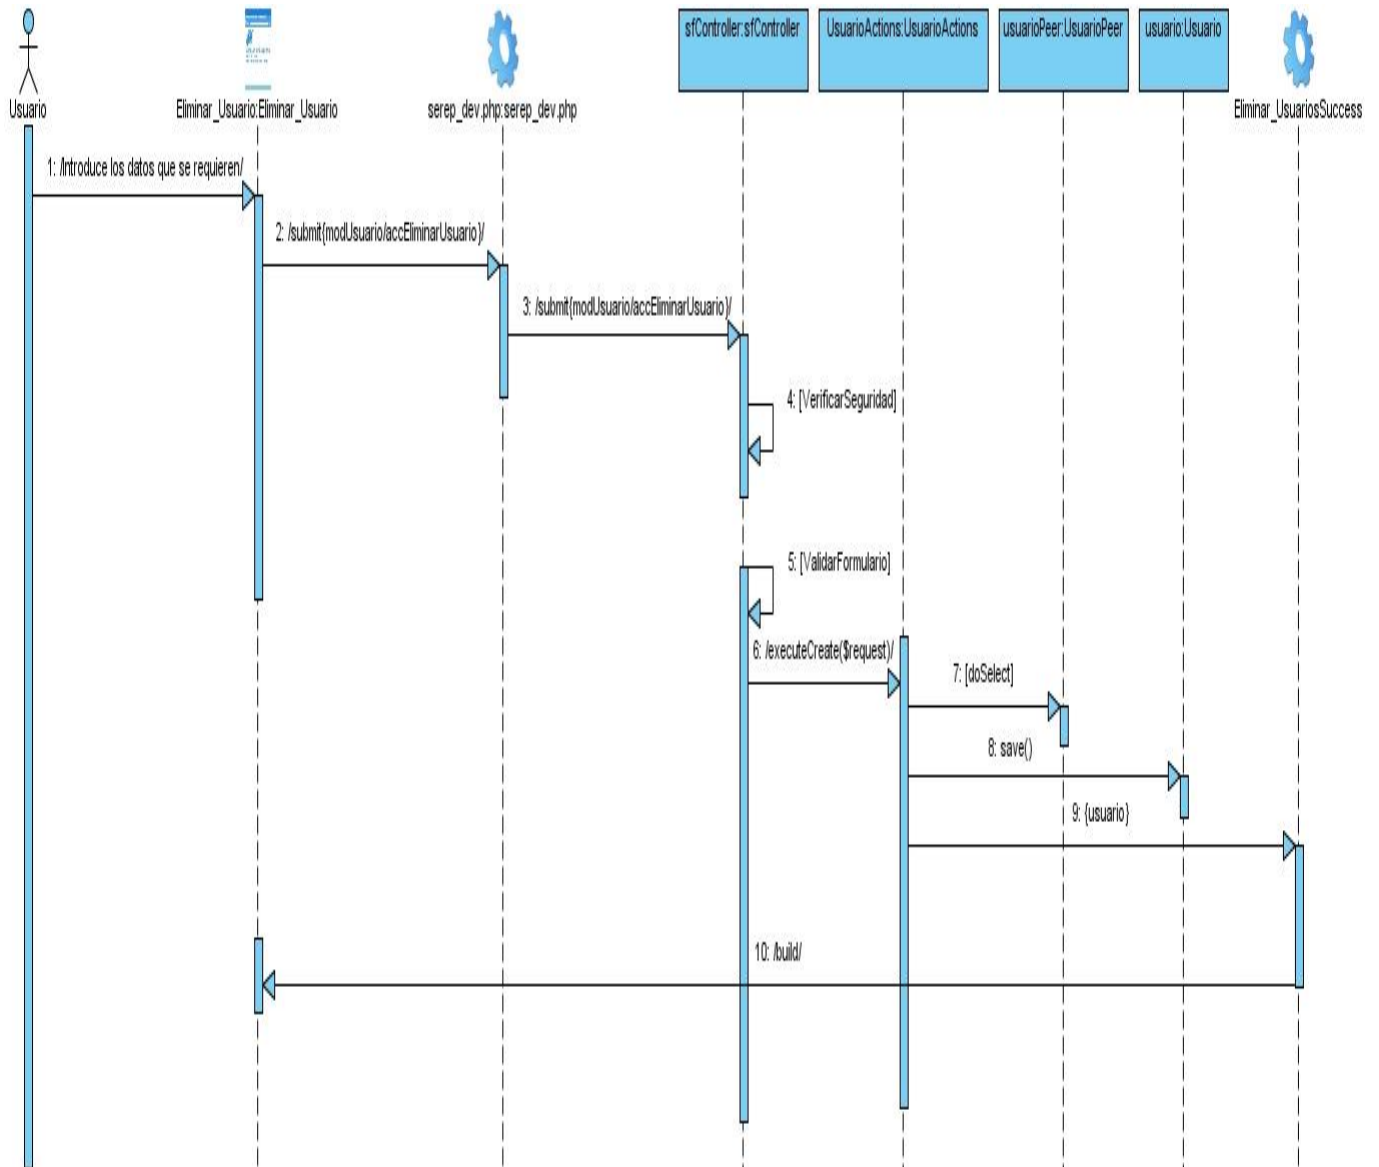 sfController:sfController
UsuarioActions:UsuarioActions
usuarioPeer:UsuarioPeer
usuario:Usuario
Usuario
Eliminar_Usuario:Eliminar_Usuario
serep_dev.php:serep_dev.php
Eliminar_UsuariosSuccess
1: /Introduce los datos que se requieren/
2: /submit{modUsuario/accEliminarUsuario}/
3: /submit{modUsuario/accEliminarUsuario}/
4: [VerificarSeguridad]
5: [ValidarFormulario]
6: /executeCreate($request)/
7: [doSelect]
8: save()
9: {usuario}
10: /build/